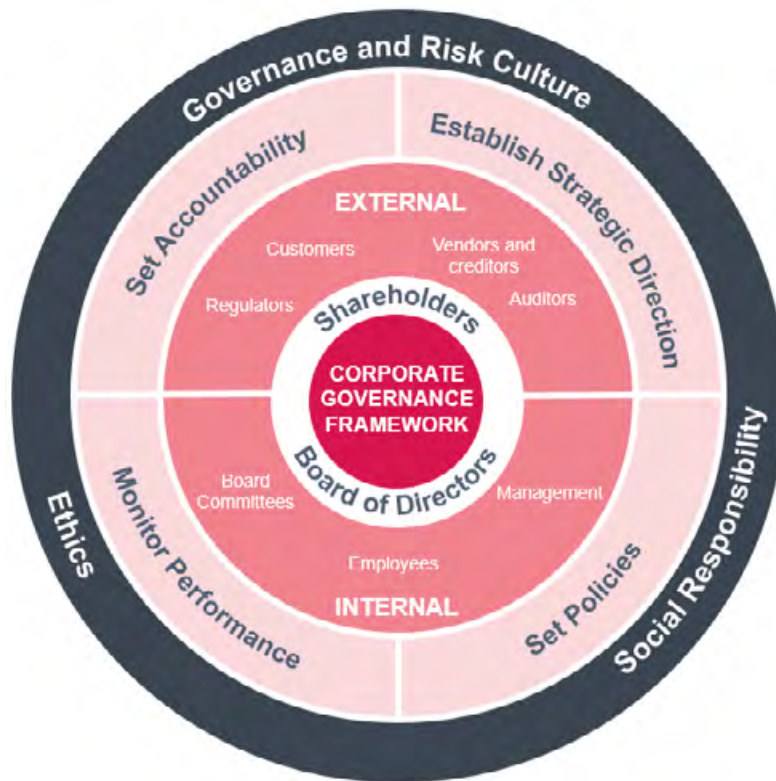 Governance and Risk Culture
Set Accountability
Establish Strategic Direction
EXTERNAL
Customers
Vendors and
creditors
Regulators
Auditors
Shareholders
CORPORATE
GOVERNANCE
FRAMEWORK
Board of Directors
Board
Committees
Management
Employees
INTERNAL
Monitor Performance
Set Policies
Ethics
Social Responsibility